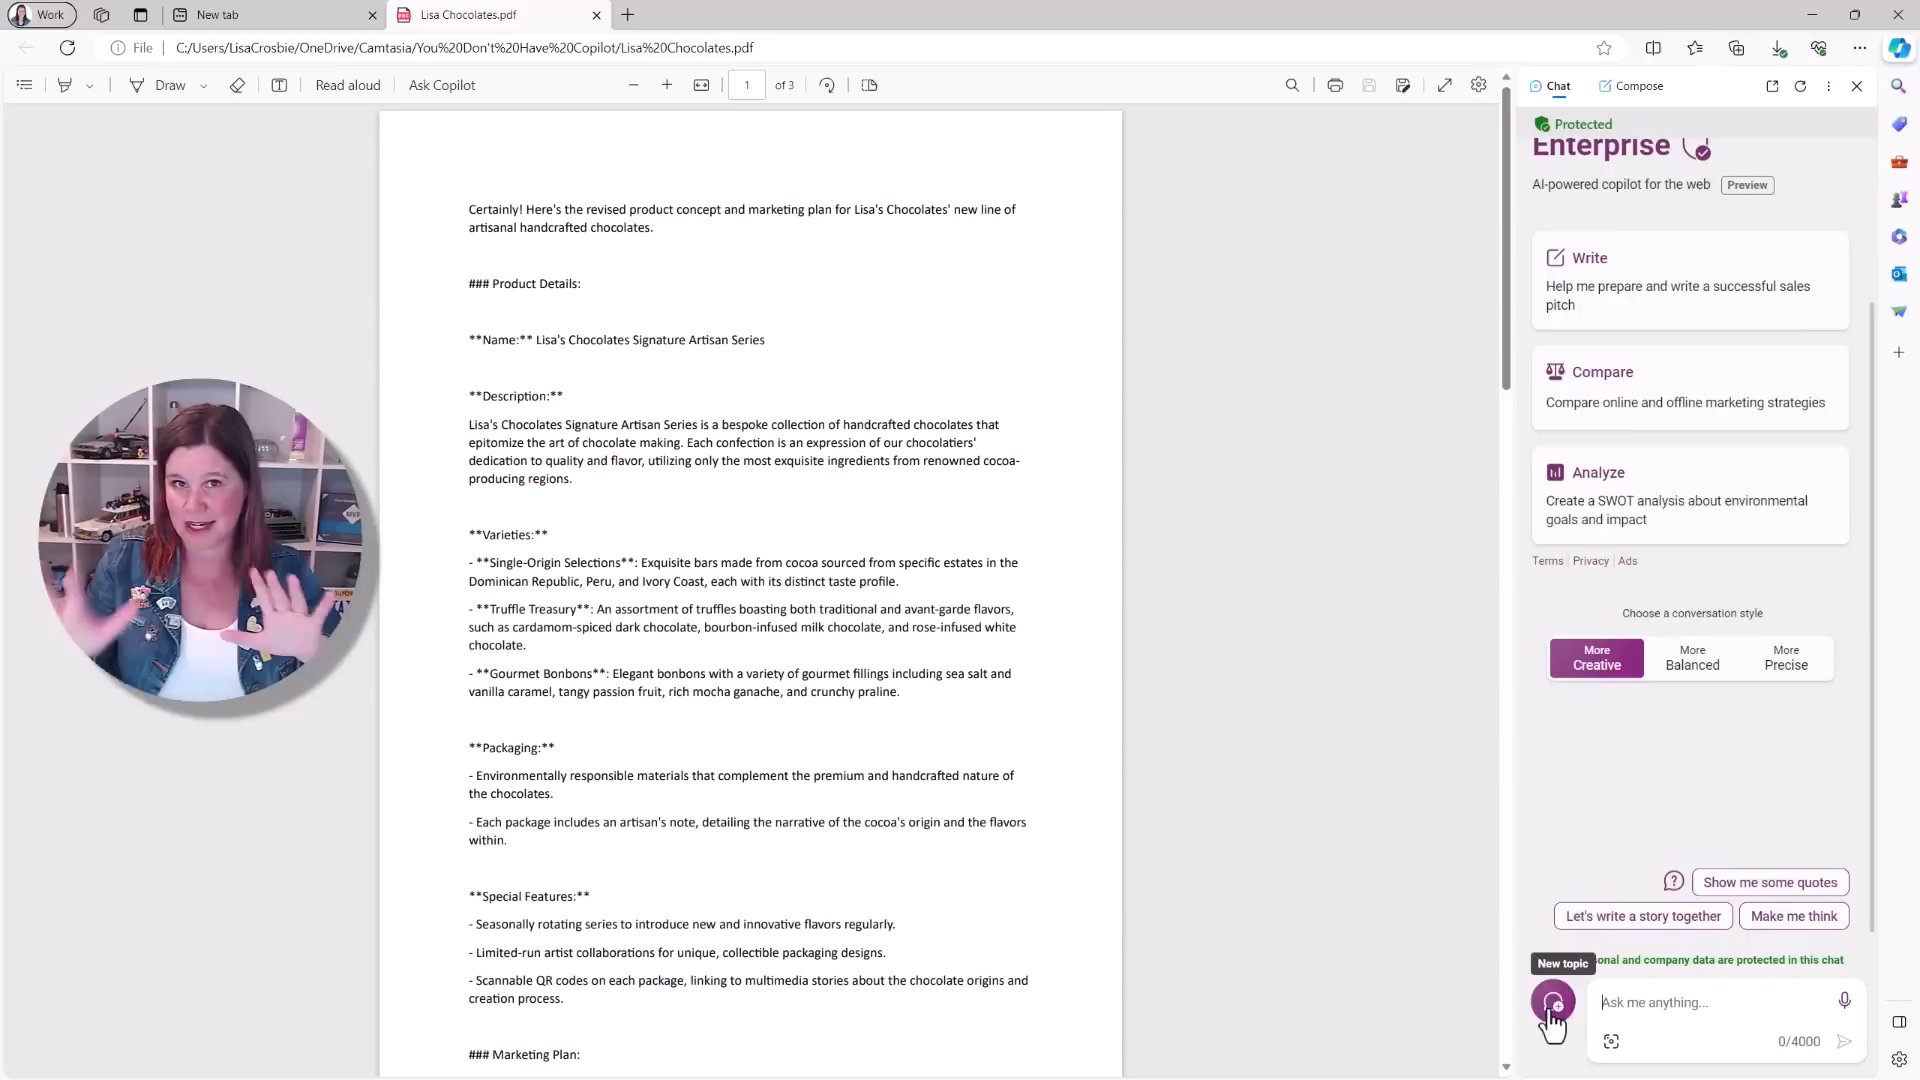 Work
New tab
Lisa Chocolates.pdf
File
C:/Users/LisaCrosbie/OneDrive/Camtasia/You%20Don't%20Have%20Copilot/Lisa%20Chocolates.pdf
Draw
Read aloud
Ask Copilot
1
of 3
Certainly! Here's the revised product concept and marketing plan for Lisa's Chocolates' new line of
artisanal handcrafted chocolates.
### Product Details:
**Name:** Lisa's Chocolates Signature Artisan Series
**Description:**
Lisa's Chocolates Signature Artisan Series is a bespoke collection of handcrafted chocolates that
epitomize the art of chocolate making. Each confection is an expression of our chocolatiers'
dedication to quality and flavor, utilizing only the most exquisite ingredients from renowned cocoa-
producing regions.
**Varieties:**
- **Single-Origin Selections**: Exquisite bars made from cocoa sourced from specific estates in the
Dominican Republic, Peru, and Ivory Coast, each with its distinct taste profile.
- **Truffle Treasury**: An assortment of truffles boasting both traditional and avant-garde flavors,
such as cardamom-spiced dark chocolate, bourbon-infused milk chocolate, and rose-infused white
chocolate.
- **Gourmet Bonbons**: Elegant bonbons with a variety of gourmet fillings including sea salt and
vanilla caramel, tangy passion fruit, rich mocha ganache, and crunchy praline.
**Packaging:**
- Environmentally responsible materials that complement the premium and handcrafted nature of
the chocolates.
- Each package includes an artisan's note, detailing the narrative of the cocoa's origin and the flavors
within.
**Special Features:**
- Seasonally rotating series to introduce new and innovative flavors regularly.
- Limited-run artist collaborations for unique, collectible packaging designs.
- Scannable QR codes on each package, linking to multimedia stories about the chocolate origins and
creation process.
### Marketing Plan:
Chat
Compose
Protected
Enterprise
AI-powered copilot for the web
Preview
Write
Help me prepare and write a successful sales
pitch
Compare
Compare online and offline marketing strategies
Analyze
Create a SWOT analysis about environmental
goals and impact
Terms
Privacy
Ads
Choose a conversation style
More
Creative
More
Balanced
More
Precise
Show me some quotes
Let's write a story together
Make me think
New topic
onal and company data are protected in this chat
Ask me anything...
0/4000